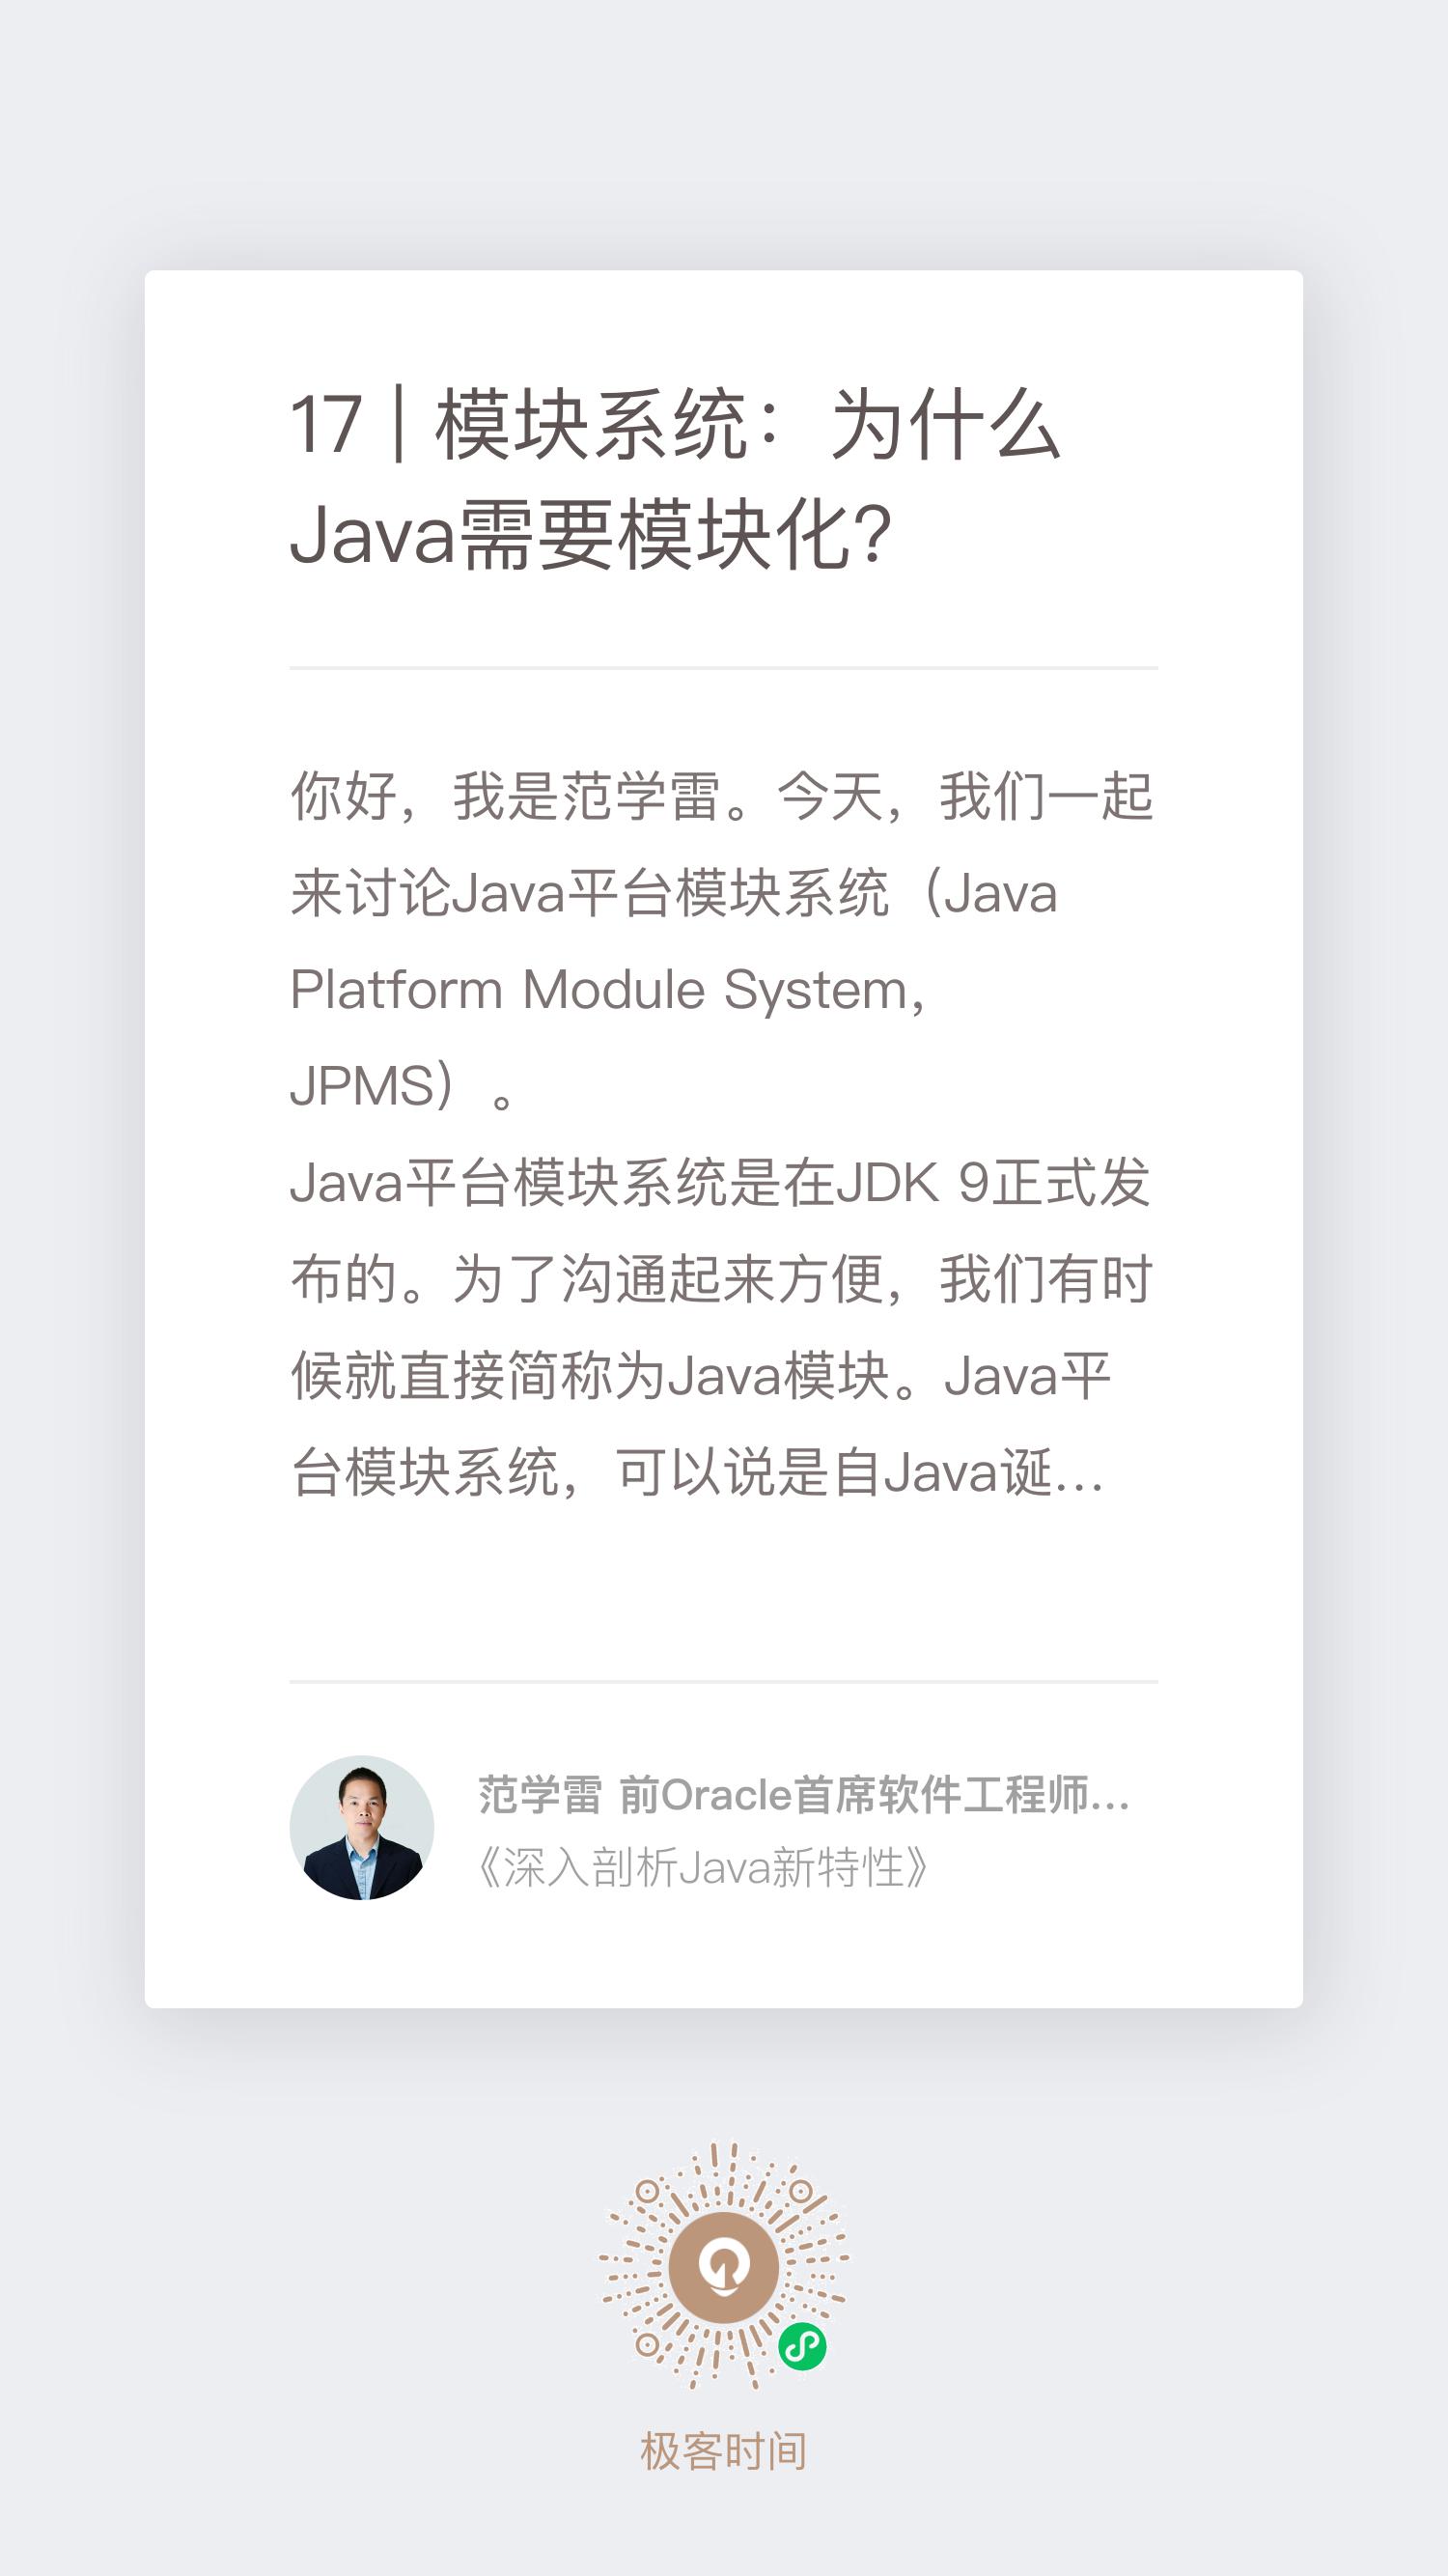 17 | 模块系统：为什么
Java需要模块化?
你好，我是范学雷。今天，我们一起
来讨论Java平台模块系统（Java
Platform Module System，
JPMS）。
Java平台模块系统是在JDK 9正式发
布的。为了沟通起来方便，我们有时
候就直接简称为Java模块。Java平
台模块系统，可以说是自Java诞...
范学雷 前Oracle首席软件工程师...
《深入剖析Java新特性》
极客时间